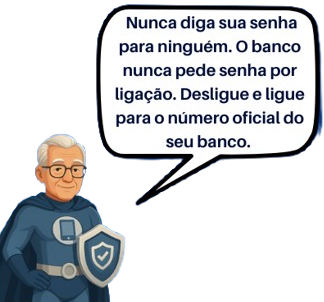 Nunca diga sua senha
para ninguém. O banco
nunca pede senha por
ligação. Desligue e ligue
para o número oficial do
seu banco.